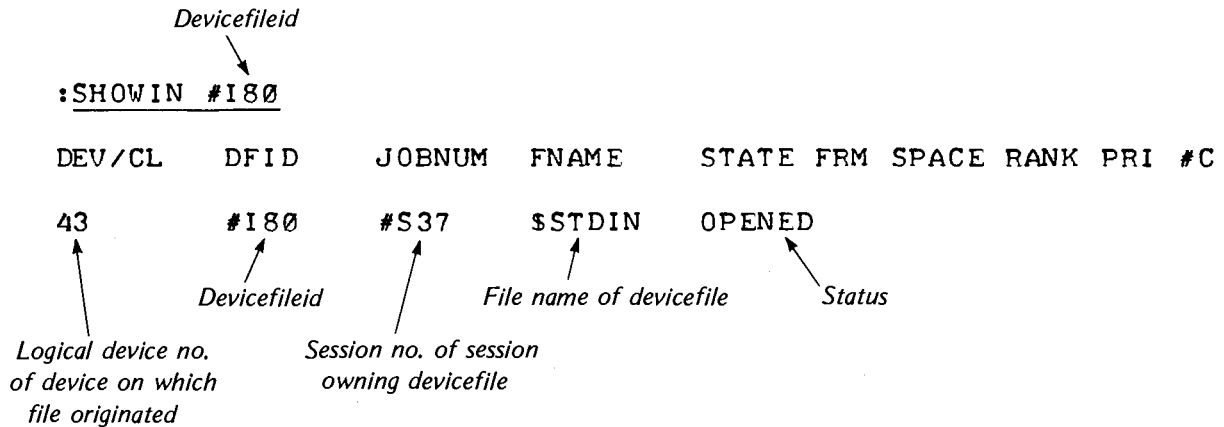 Devicefileid
:SHOWIN #I80
DEV/CL DFID JOBNUM FNAME STATE FRM SPACE RANK PRI #C
43 #I80 #S37 $STDIN OPENED
Devicefileid File name of devicefile Status
Logical device no. Session no. of session
of device on which owning devicefile
file originated